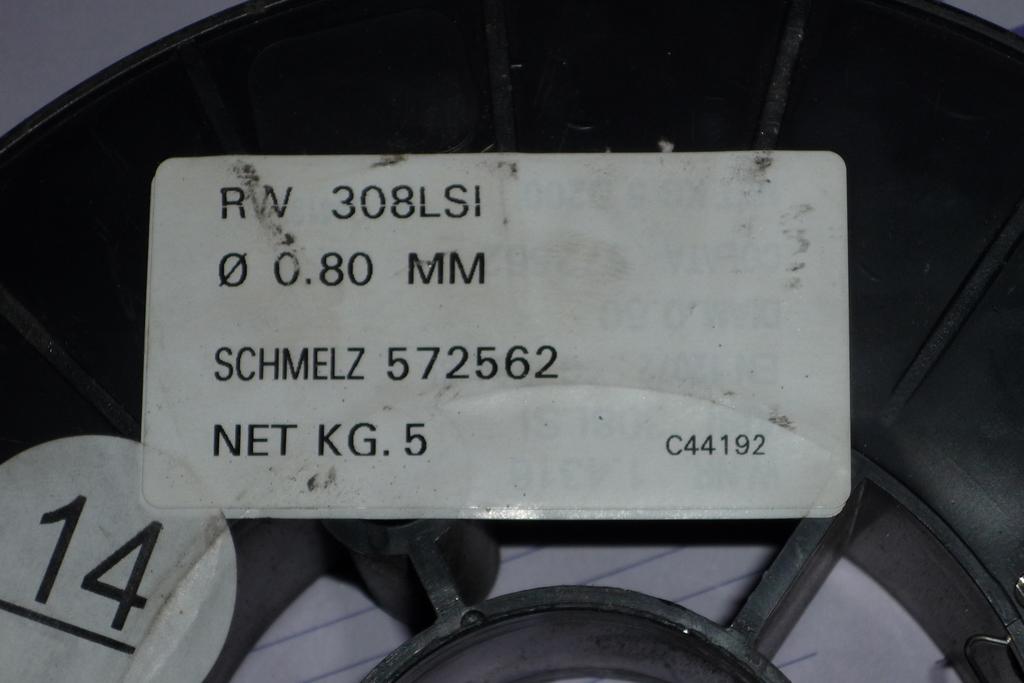 RW 308LSI
Ø 0.80 MM
SCHMELZ 572562
NET KG. 5
C44192
14